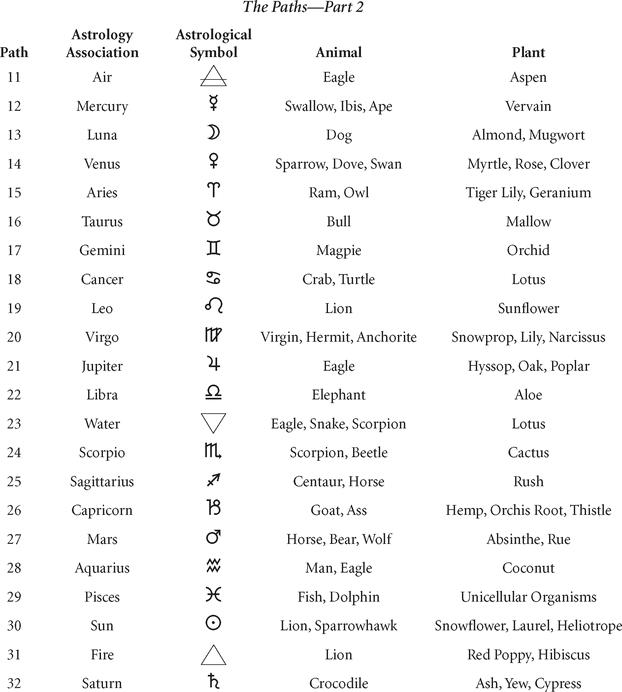 The Paths—Part 2
Path Astrology Association Astrological Symbol Animal Plant
11 Air Eagle Aspen
12 Mercury ☿ Swallow, Ibis, Ape Vervain
13 Luna ☽ Dog Almond, Mugwort
14 Venus ♀ Sparrow, Dove, Swan Myrtle, Rose, Clover
15 Aries ♈ Ram, Owl Tiger Lily, Geranium
16 Taurus ♉ Bull Mallow
17 Gemini ♊ Magpie Orchid
18 Cancer ♋ Crab, Turtle Lotus
19 Leo ♌ Lion Sunflower
20 Virgo ♍ Virgin, Hermit, Anchorite Snowprop, Lily, Narcissus
21 Jupiter ♃ Eagle Hyssop, Oak, Poplar
22 Libra ♎ Elephant Aloe
23 Water ▽ Eagle, Snake, Scorpion Lotus
24 Scorpio ♏ Scorpion, Beetle Cactus
25 Sagittarius ♐ Centaur, Horse Rush
26 Capricorn ♑ Goat, Ass Hemp, Orchis Root, Thistle
27 Mars ♂ Horse, Bear, Wolf Absinthe, Rue
28 Aquarius ♒ Man, Eagle Coconut
29 Pisces ♓ Fish, Dolphin Unicellular Organisms
30 Sun ☉ Lion, Sparrowhawk Snowflower, Laurel, Heliotrope
31 Fire △ Lion Red Poppy, Hibiscus
32 Saturn ♄ Crocodile Ash, Yew, Cypress